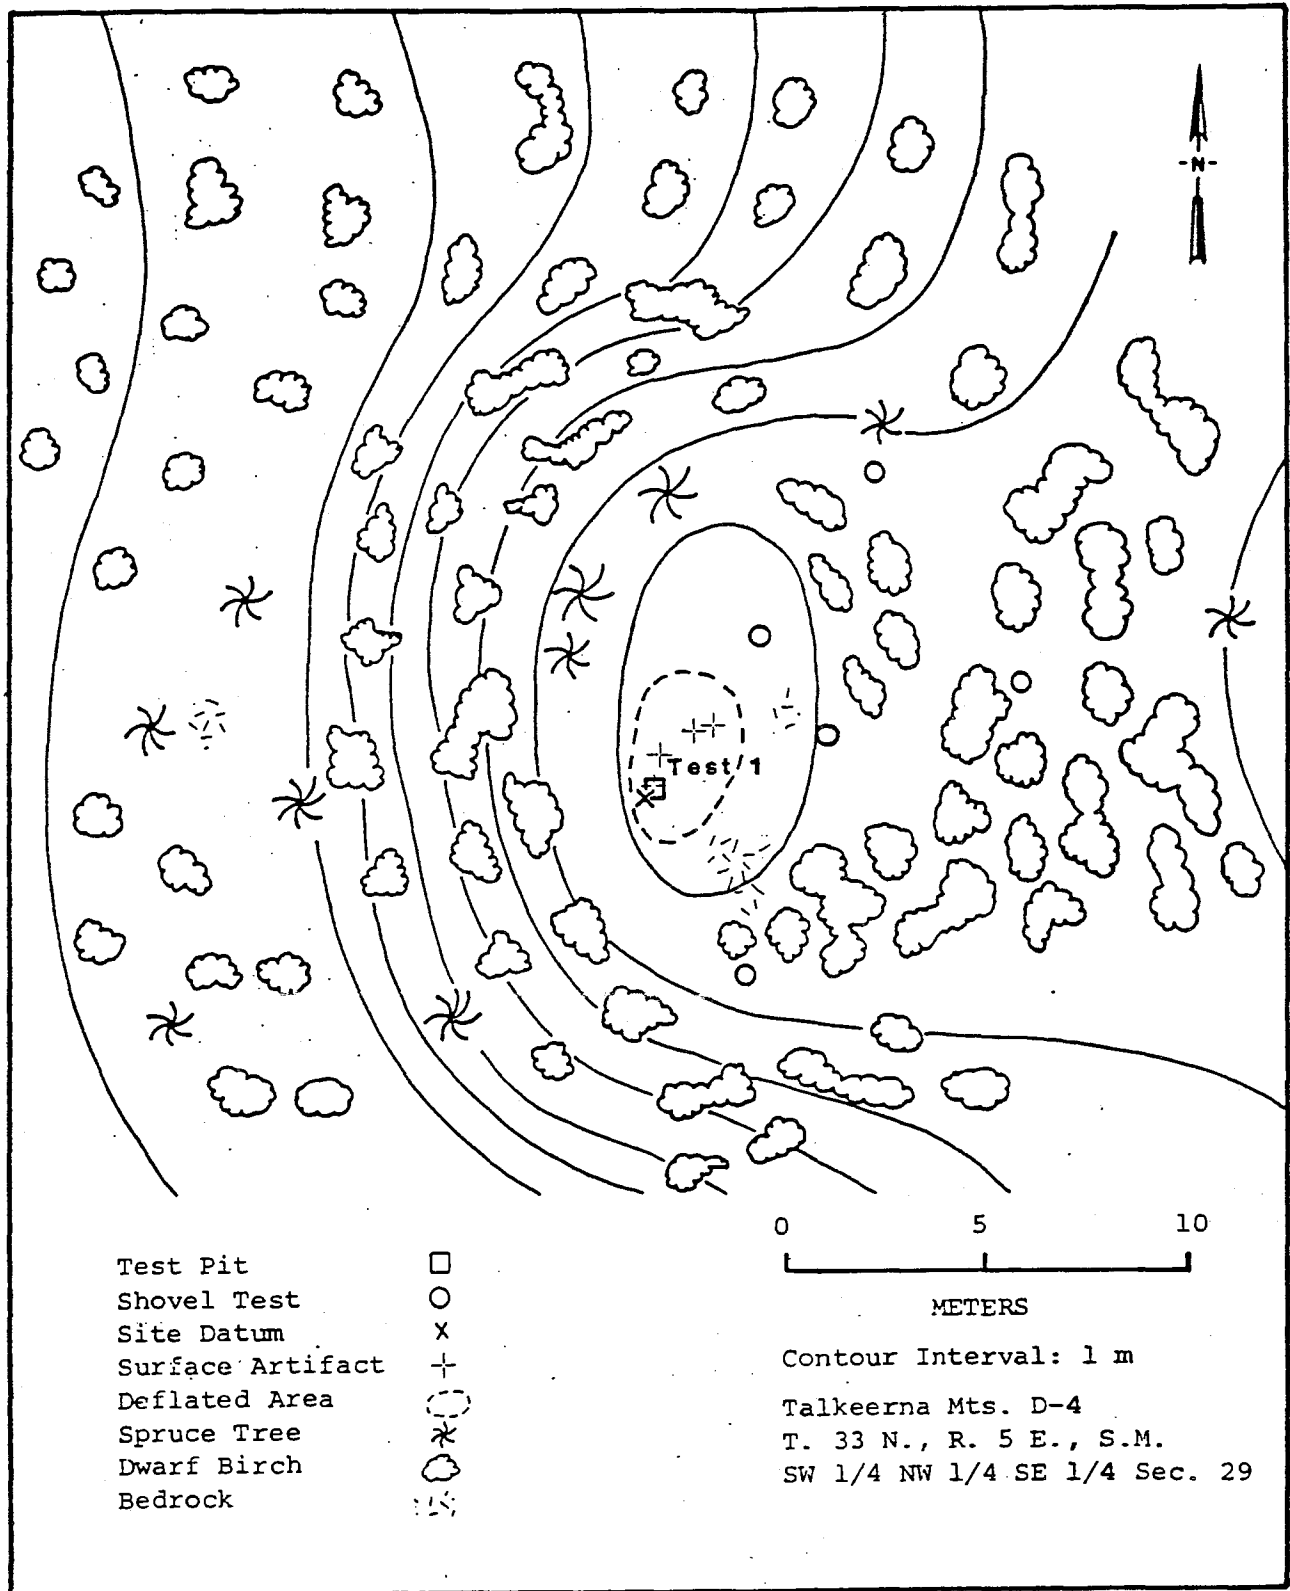 -N-
Test 1
0 5 10
METERS
Contour Interval: 1 m
Talkeerna Mts. D-4
T. 33 N., R. 5 E., S.M.
SW 1/4 NW 1/4 SE 1/4 Sec. 29
Test Pit
Shovel Test
Site Datum
Surface Artifact
Deflated Area
Spruce Tree
Dwarf Birch
Bedrock